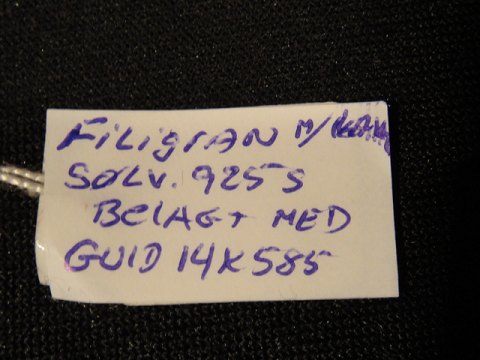 FiligrAN m/
SØLV. 925 S
BelAgt MED
GULD 14K 585